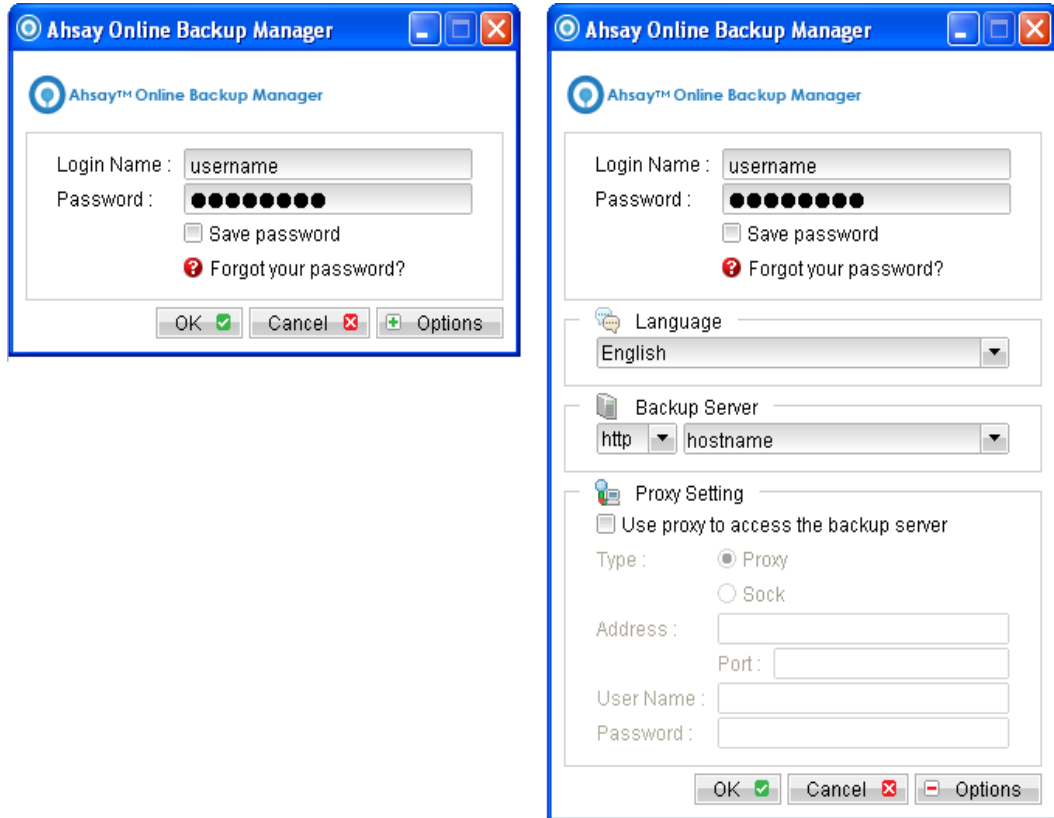 Ahsay Online Backup Manager
Ahsay™ Online Backup Manager
Login Name : username
Password : ●●●●●●●●
Save password
Forgot your password?
OK Cancel Options
Ahsay Online Backup Manager
Ahsay™ Online Backup Manager
Login Name : username
Password : ●●●●●●●●
Save password
Forgot your password?
Language
English
Backup Server
http hostname
Proxy Setting
Use proxy to access the backup server
Type : Proxy
Sock
Address :
Port :
User Name :
Password :
OK Cancel Options